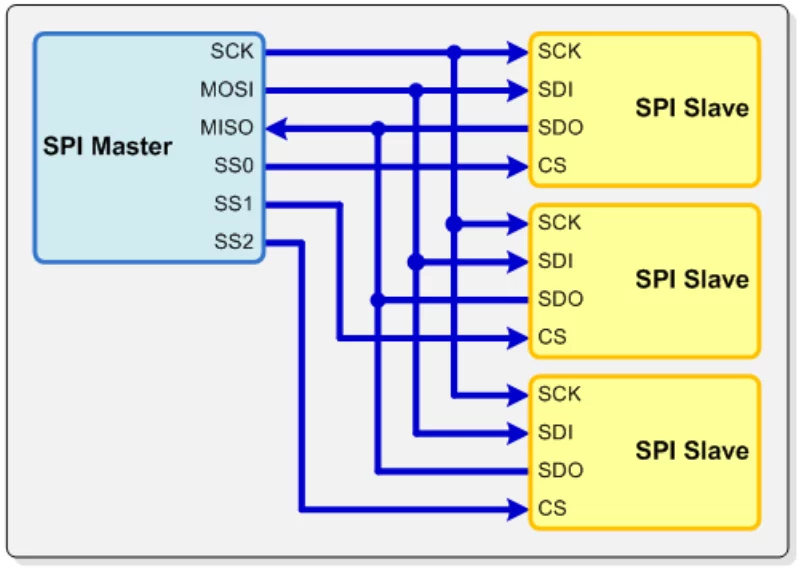 SCK
MOSI
MISO
SPI Master
SS0
SS1
SS2
SCK
SDI
SPI Slave
SDO
CS
SCK
SDI
SPI Slave
SDO
CS
SCK
SDI
SPI Slave
SDO
CS